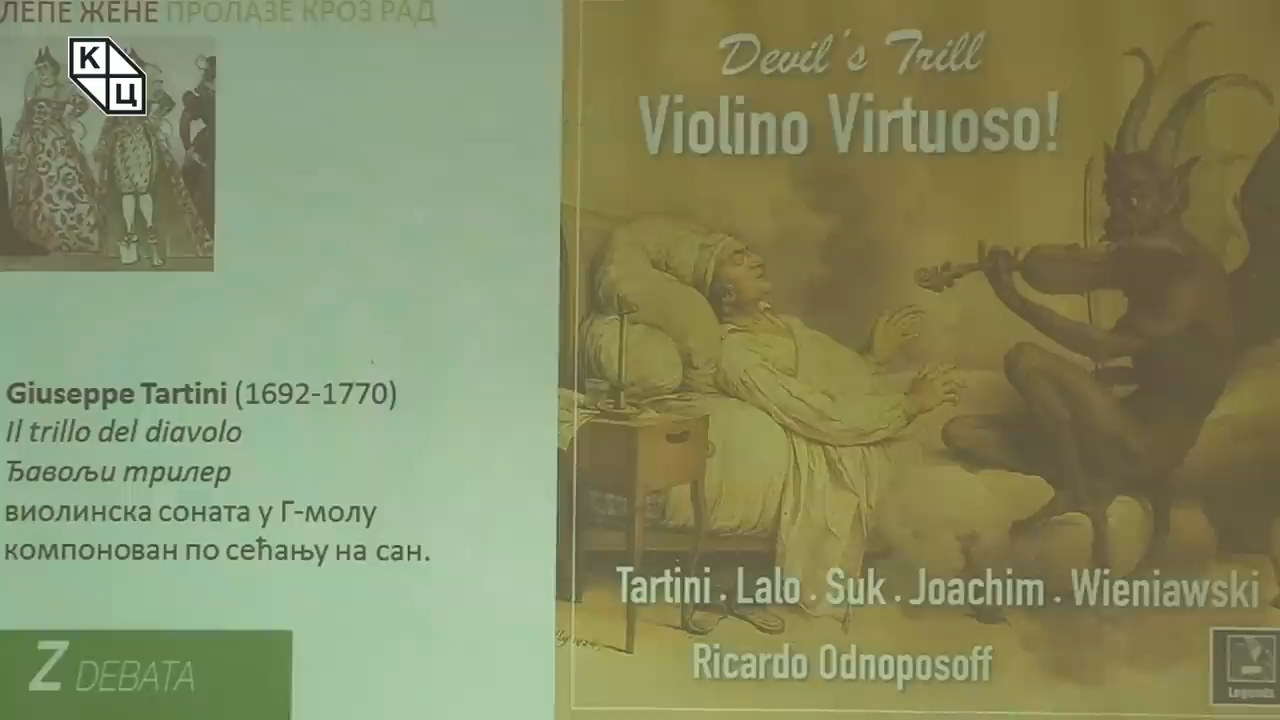 ЛЕПЕ ЖЕНЕ ПРОЛАЗЕ КРОЗ РАД
К
Ц
Giuseppe Tartini (1692-1770)
Il trillo del diavolo
Ђавољи трилер
виолинска соната у Г-молу
компонован по сећању на сан.
Z DEBATA
Devil´s Trill
Violino Virtuoso!
Tartini . Lalo . Suk . Joachim . Wieniawski
Ricardo Odnoposoff
Legends